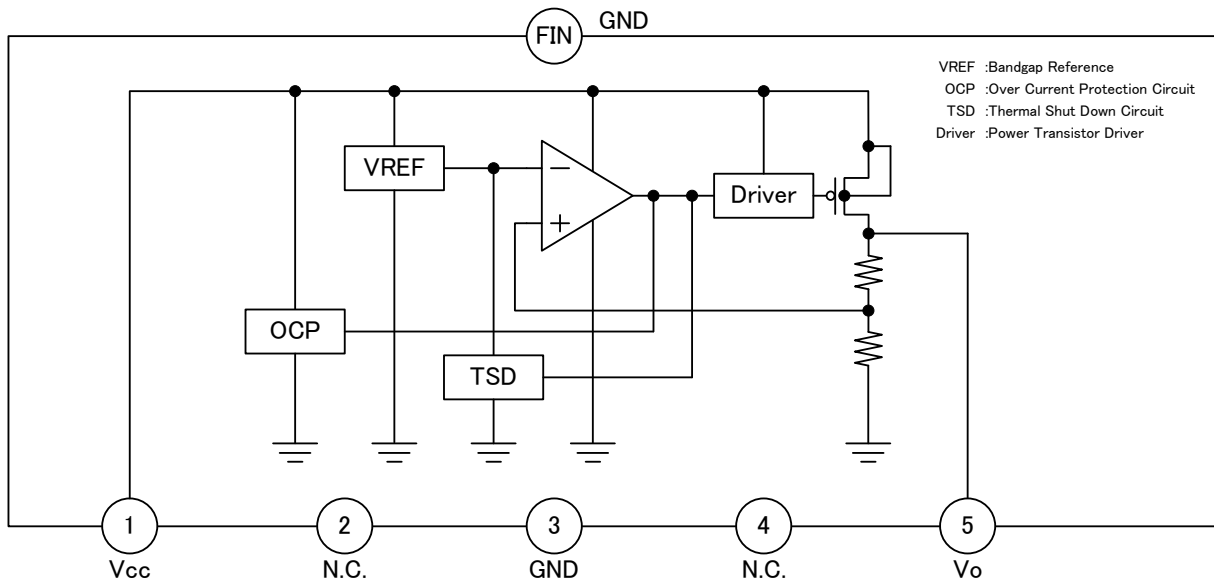 FIN GND
VREF :Bandgap Reference
OCP :Over Current Protection Circuit
TSD :Thermal Shut Down Circuit
Driver :Power Transistor Driver
VREF
−
+
Driver
OCP
TSD
1 2 3 4 5
Vcc N.C. GND N.C. Vo